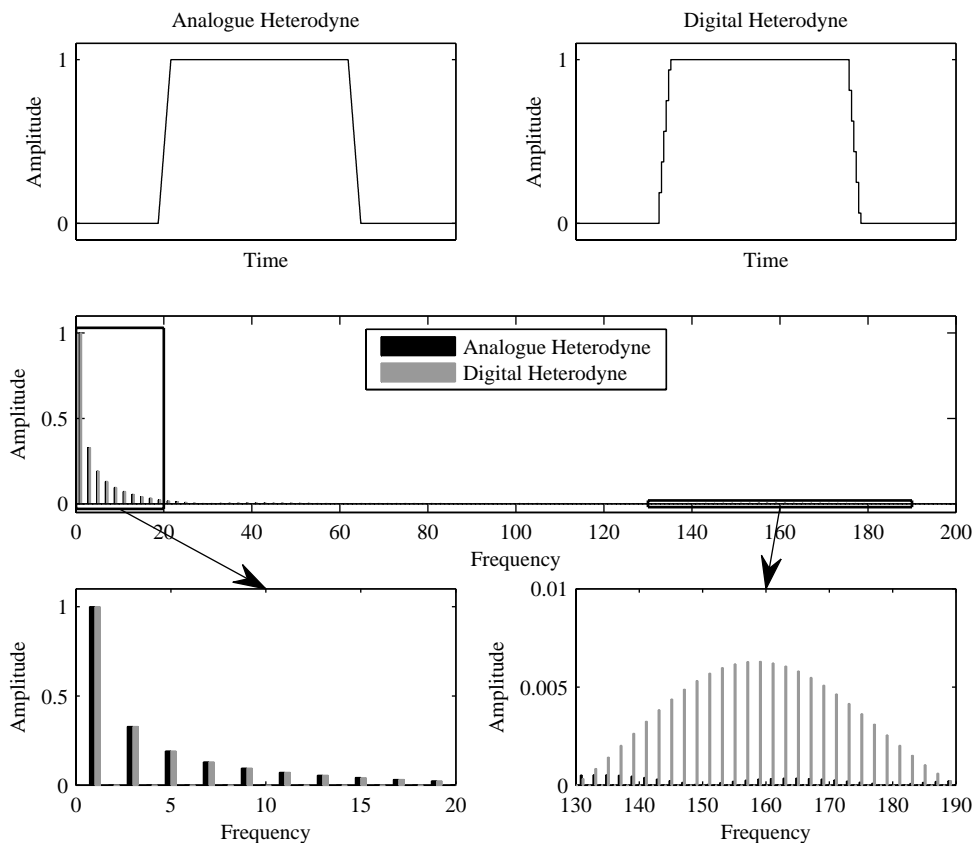 Analogue Heterodyne
Digital Heterodyne
1
0
Amplitude
Time
1
0
Amplitude
Time
1
0.5
0
Amplitude
Analogue Heterodyne
Digital Heterodyne
0 20 40 60 80 100 120 140 160 180 200
Frequency
1
0.5
0
Amplitude
0 5 10 15 20
Frequency
0.01
0.005
0
Amplitude
130 140 150 160 170 180 190
Frequency